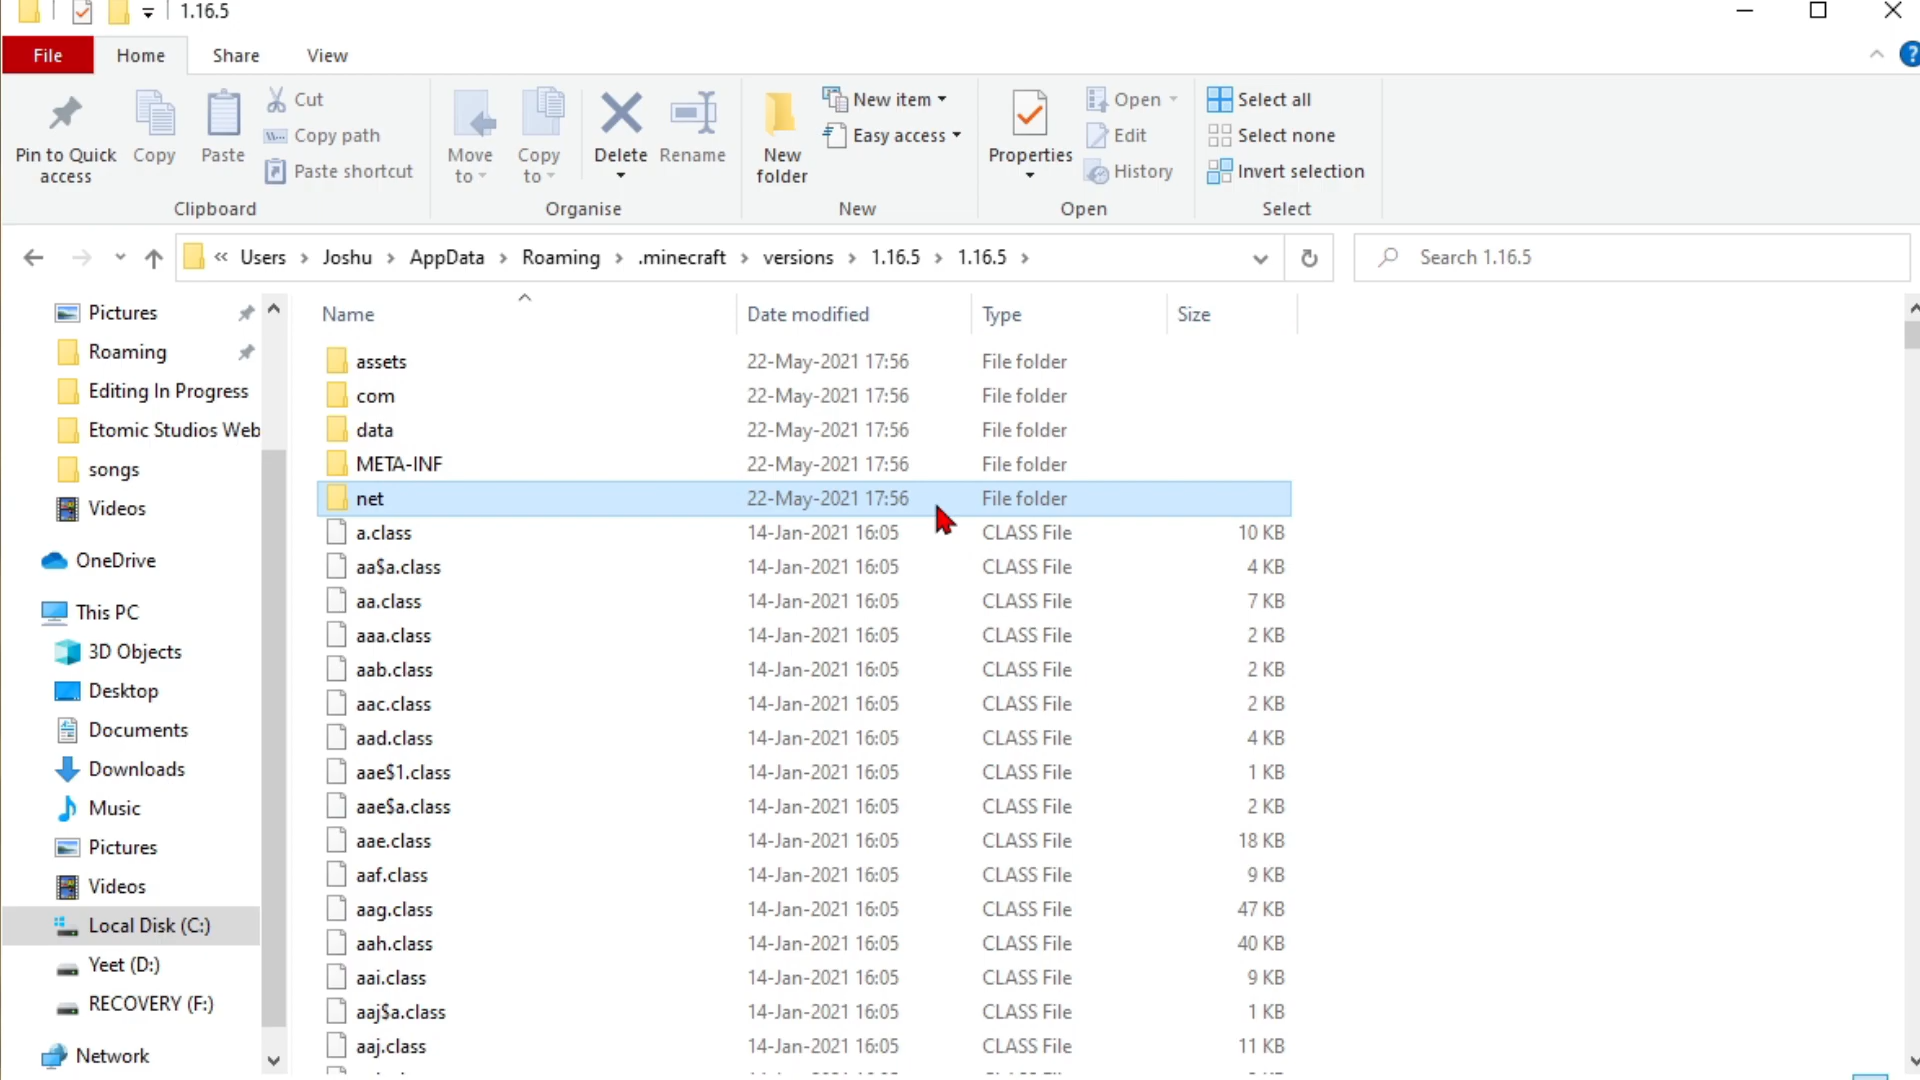 1.16.5
File Home Share View
Pin to Quick access
Copy
Paste
Cut
Copy path
Paste shortcut
Clipboard
Move to
Copy to
Delete
Rename
Organise
New folder
New item
Easy access
New
Properties
Open
Edit
History
Open
Select all
Select none
Invert selection
Select
« Users › Joshu › AppData › Roaming › .minecraft › versions › 1.16.5 › 1.16.5 ›
Search 1.16.5
Pictures
Roaming
Editing In Progress
Etomic Studios Web
songs
Videos
OneDrive
This PC
3D Objects
Desktop
Documents
Downloads
Music
Pictures
Videos
Local Disk (C:)
Yeet (D:)
RECOVERY (F:)
Network
Name Date modified Type Size
assets 22-May-2021 17:56 File folder
com 22-May-2021 17:56 File folder
data 22-May-2021 17:56 File folder
META-INF 22-May-2021 17:56 File folder
net 22-May-2021 17:56 File folder
a.class 14-Jan-2021 16:05 CLASS File 10 KB
aa$a.class 14-Jan-2021 16:05 CLASS File 4 KB
aa.class 14-Jan-2021 16:05 CLASS File 7 KB
aaa.class 14-Jan-2021 16:05 CLASS File 2 KB
aab.class 14-Jan-2021 16:05 CLASS File 2 KB
aac.class 14-Jan-2021 16:05 CLASS File 2 KB
aad.class 14-Jan-2021 16:05 CLASS File 4 KB
aae$1.class 14-Jan-2021 16:05 CLASS File 1 KB
aae$a.class 14-Jan-2021 16:05 CLASS File 2 KB
aae.class 14-Jan-2021 16:05 CLASS File 18 KB
aaf.class 14-Jan-2021 16:05 CLASS File 9 KB
aag.class 14-Jan-2021 16:05 CLASS File 47 KB
aah.class 14-Jan-2021 16:05 CLASS File 40 KB
aai.class 14-Jan-2021 16:05 CLASS File 9 KB
aaj$a.class 14-Jan-2021 16:05 CLASS File 1 KB
aaj.class 14-Jan-2021 16:05 CLASS File 11 KB